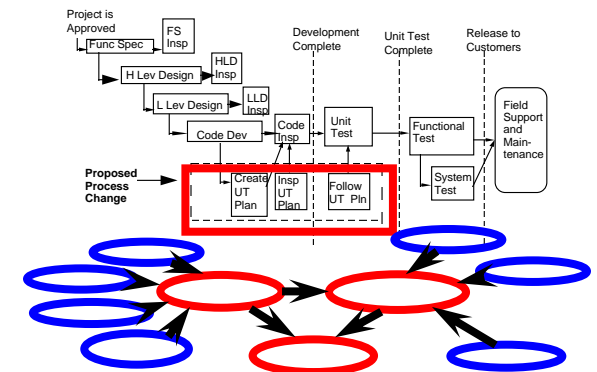 Project is
Approved
Func Spec
FS
Insp
H Lev Design
HLD
Insp
L Lev Design
LLD
Insp
Code Dev
Code
Insp
Development
Complete
Unit
Test
Unit Test
Complete
Functional
Test
System
Test
Release to
Customers
Field
Support
and
Main-
tenance
Proposed
Process
Change
Create
UT
Plan
Insp
UT
Plan
Follow
UT Pln